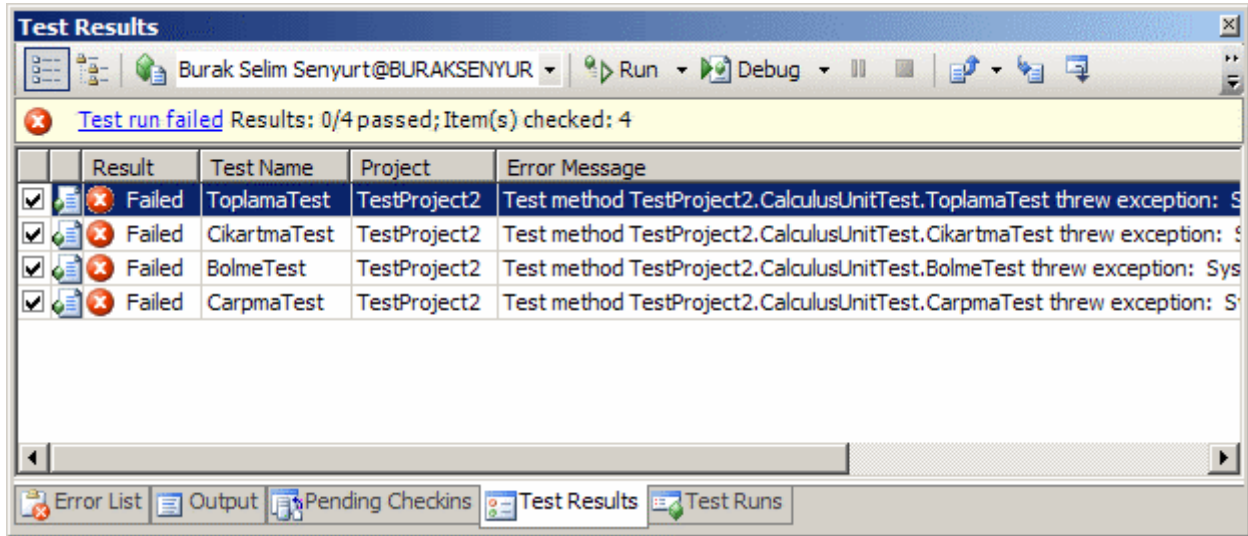 Test Results
Burak Selim Senyurt@BURAKSENYUR Run Debug
Test run failed Results: 0/4 passed; Item(s) checked: 4
Result Test Name Project Error Message
Failed ToplamaTest TestProject2 Test method TestProject2.CalculusUnitTest.ToplamaTest threw exception: S
Failed CikartmaTest TestProject2 Test method TestProject2.CalculusUnitTest.CikartmaTest threw exception: S
Failed BolmeTest TestProject2 Test method TestProject2.CalculusUnitTest.BolmeTest threw exception: Sys
Failed CarpmaTest TestProject2 Test method TestProject2.CalculusUnitTest.CarpmaTest threw exception: Sy
Error List Output Pending Checkins Test Results Test Runs